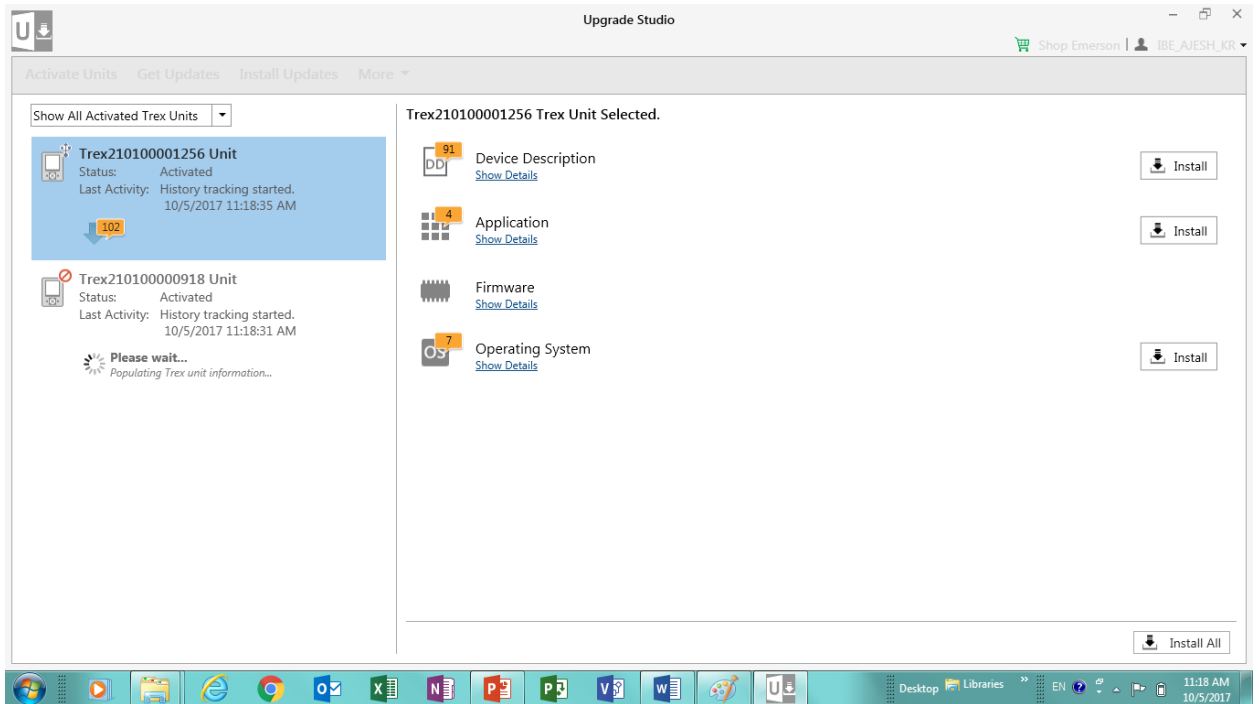 Upgrade Studio
U
Shop Emerson | IBE_AJESH_KR
Activate Units Get Updates Install Updates More
Show All Activated Trex Units
Trex210100001256 Unit
Status: Activated
Last Activity: History tracking started.
10/5/2017 11:18:35 AM
102
Trex210100000918 Unit
Status: Activated
Last Activity: History tracking started.
10/5/2017 11:18:31 AM
Please wait...
Populating Trex unit information...
Trex210100001256 Trex Unit Selected.
91
DD
Device Description
Show Details
Install
4
Application
Show Details
Install
Firmware
Show Details
7
OS
Operating System
Show Details
Install
Install All
Desktop Libraries » EN 11:18 AM
10/5/2017